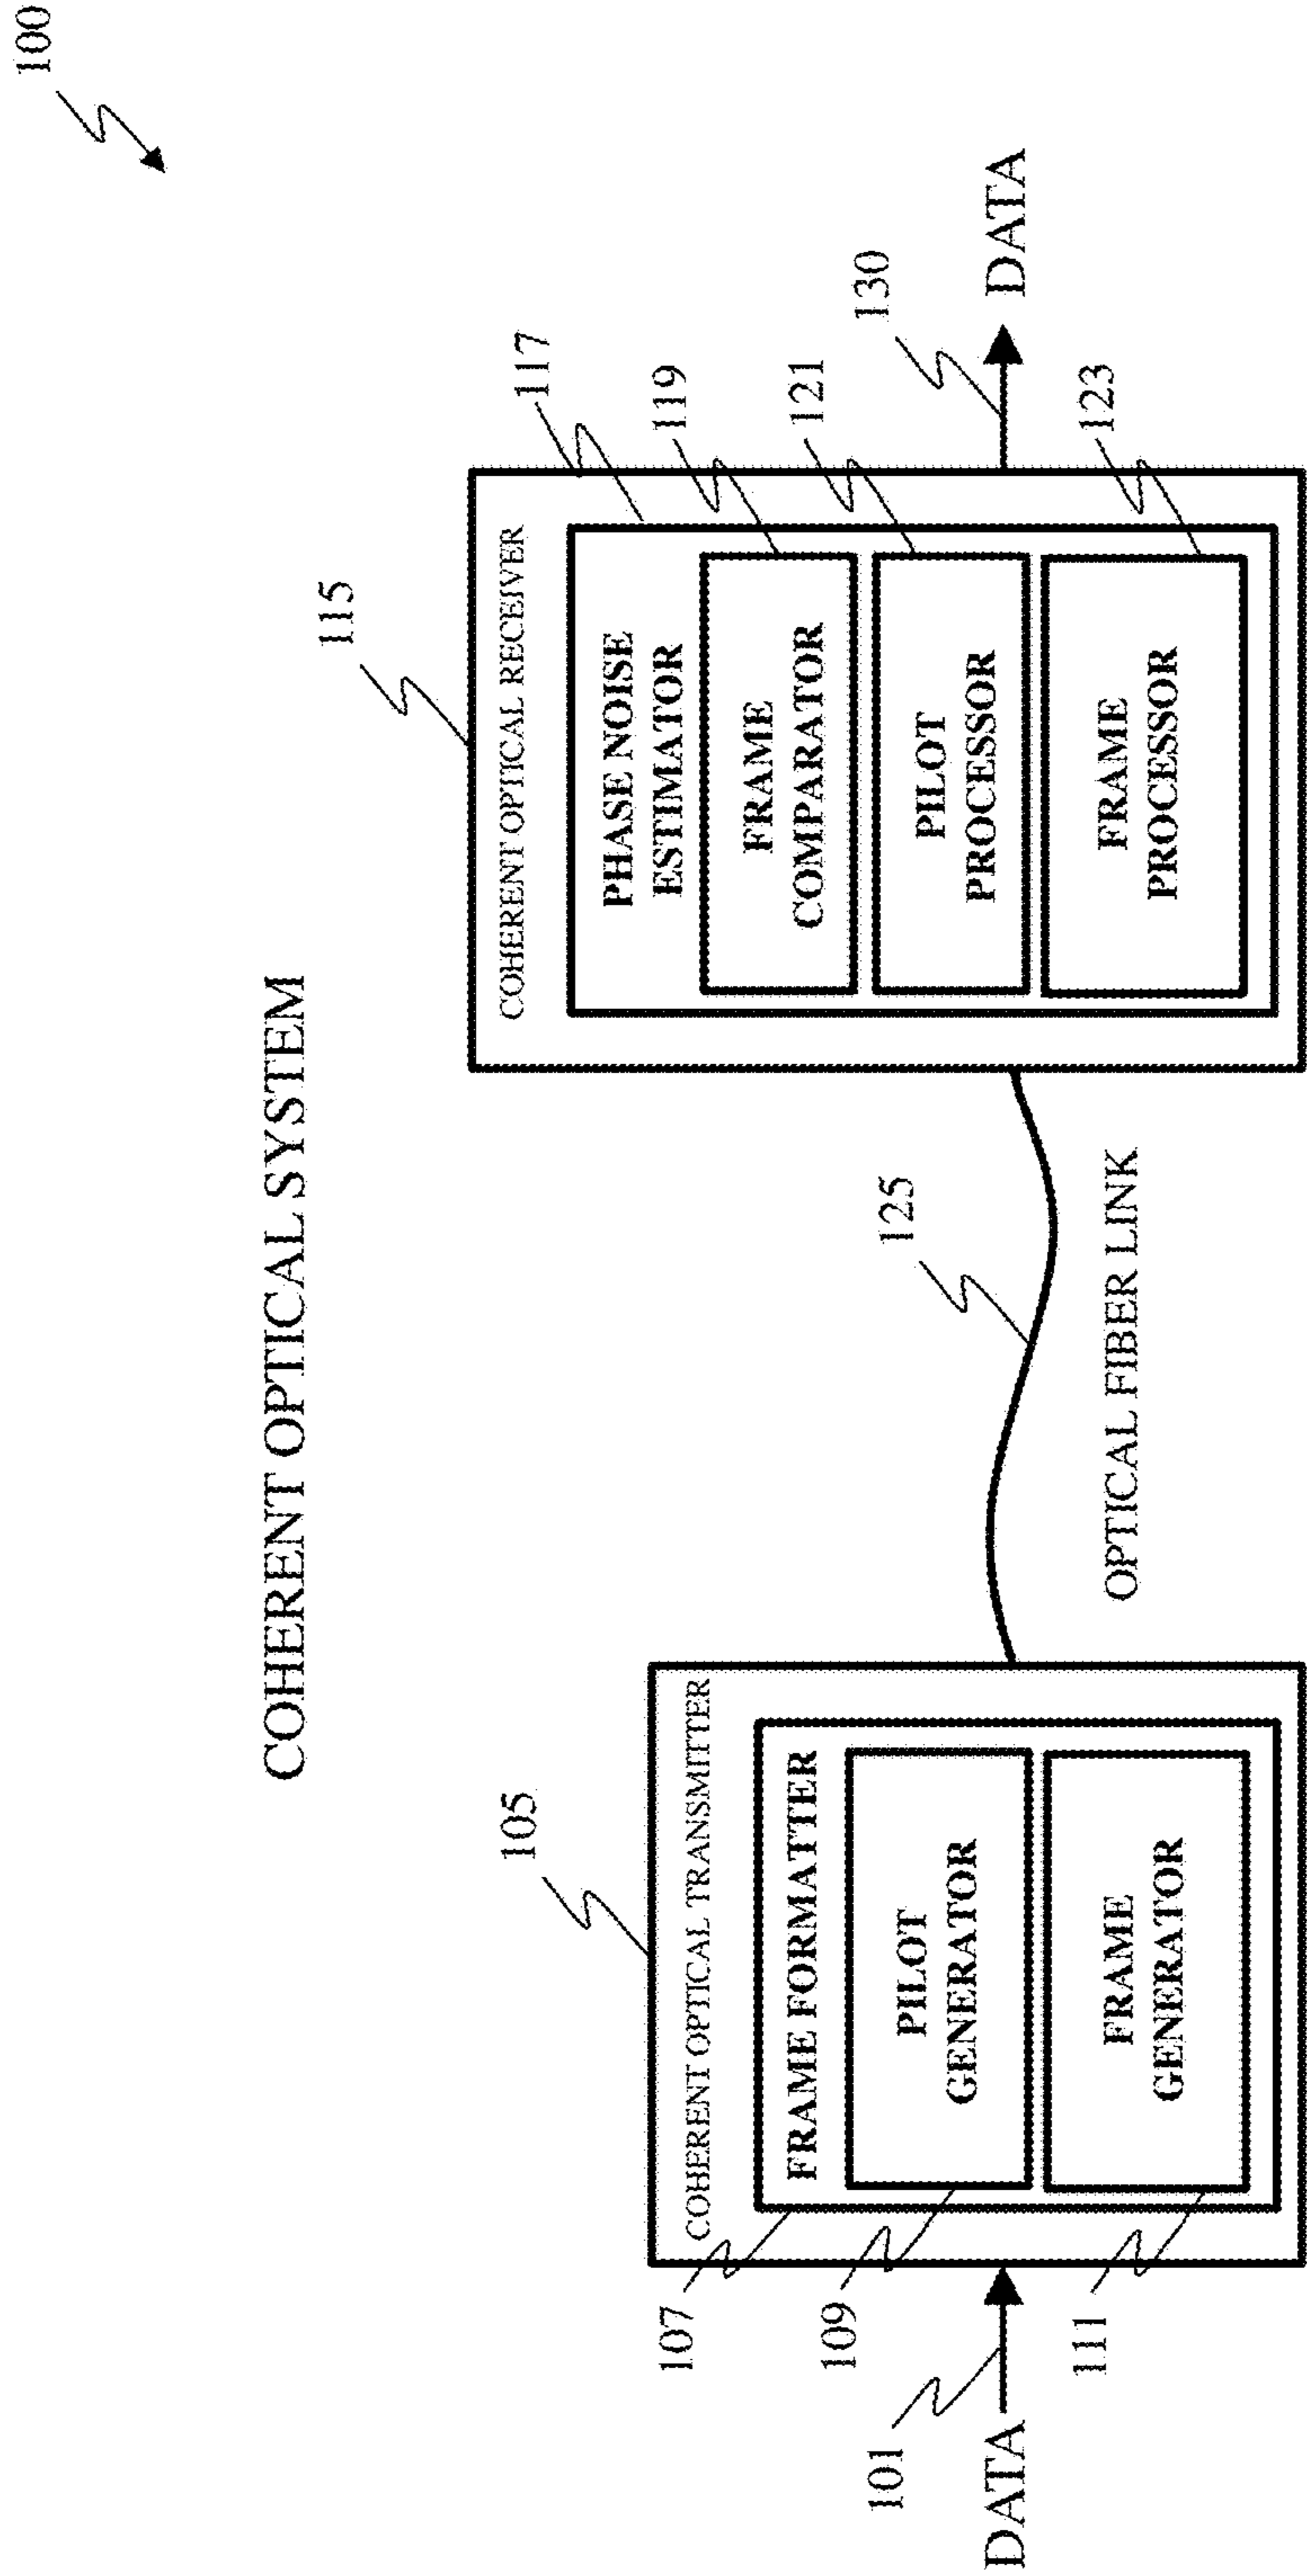 100
COHERENT OPTICAL SYSTEM
105
COHERENT OPTICAL TRANSMITTER
107
FRAME FORMATTER
109
PILOT
GENERATOR
101
DATA
111
FRAME
GENERATOR
125
OPTICAL FIBER LINK
115
COHERENT OPTICAL RECEIVER
117
PHASE NOISE
ESTIMATOR
119
FRAME
COMPARATOR
121
PILOT
PROCESSOR
123
FRAME
PROCESSOR
130
DATA